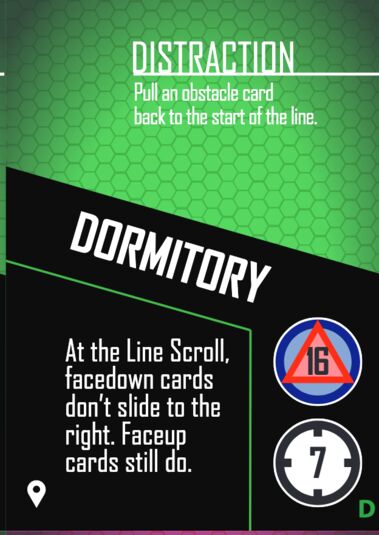 DISTRACTION
Pull an obstacle card
back to the start of the line.
DORMITORY
At the Line Scroll,
facedown cards
don't slide to the
right. Faceup
cards still do.
16
7
D